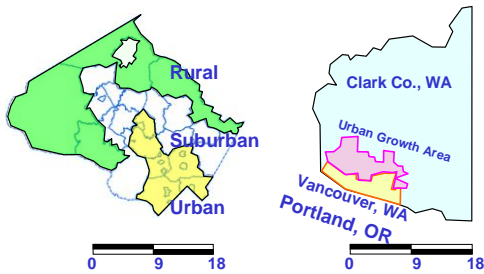 Rural
Suburban
Urban
0 9 18
Clark Co., WA
Urban Growth Area
Vancouver, WA
Portland, OR
0 9 18